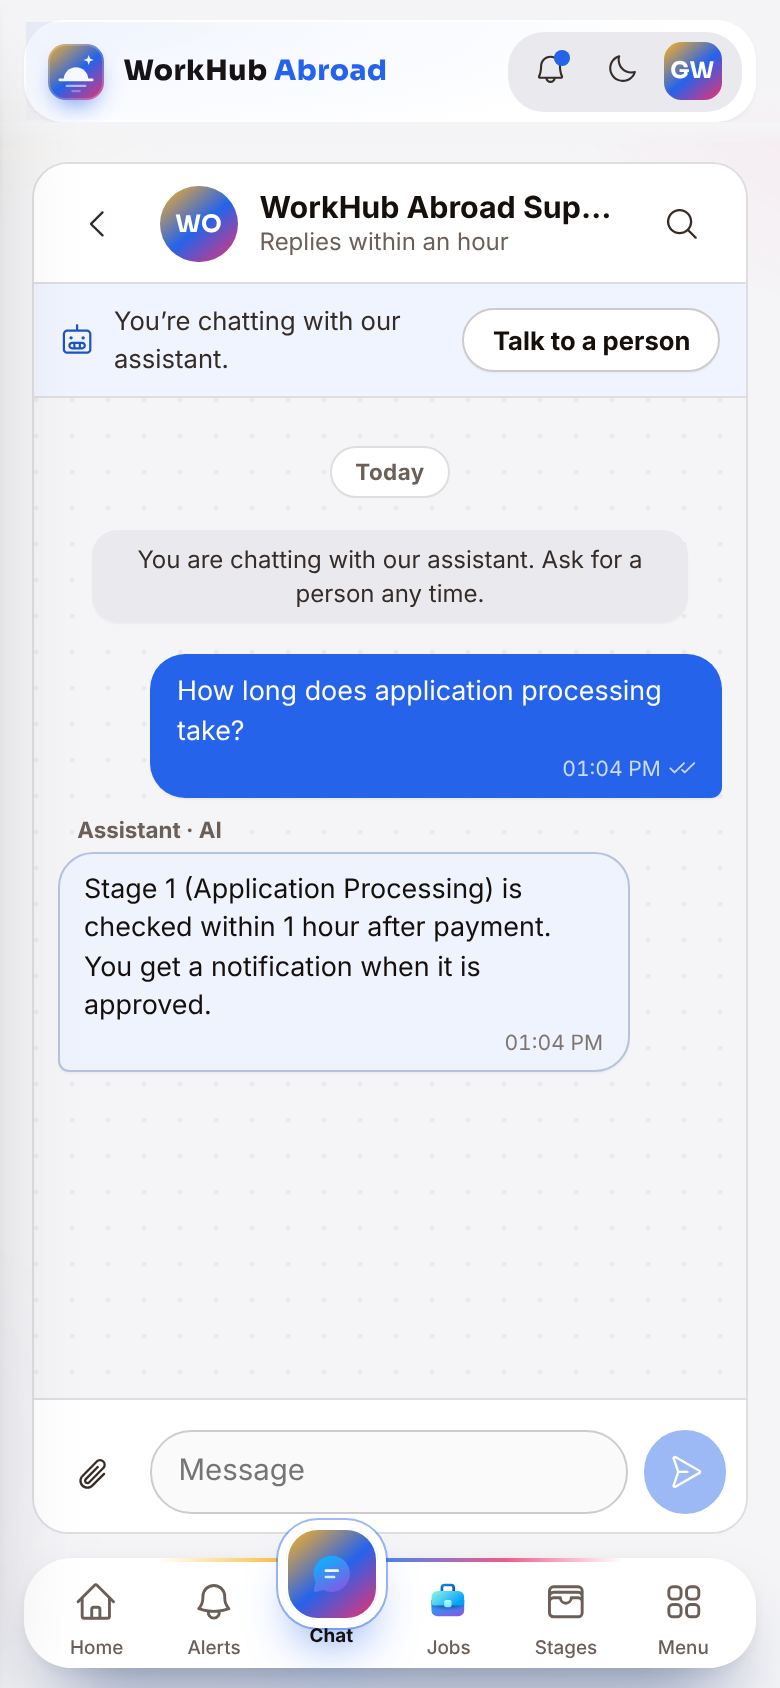 WorkHub Abroad
GW
WO
WorkHub Abroad Sup...
Replies within an hour
You’re chatting with our
assistant.
Talk to a person
Today
You are chatting with our assistant. Ask for a
person any time.
How long does application processing
take?
01:04 PM
Assistant · AI
Stage 1 (Application Processing) is
checked within 1 hour after payment.
You get a notification when it is
approved.
01:04 PM
Message
Home
Alerts
Chat
Jobs
Stages
Menu